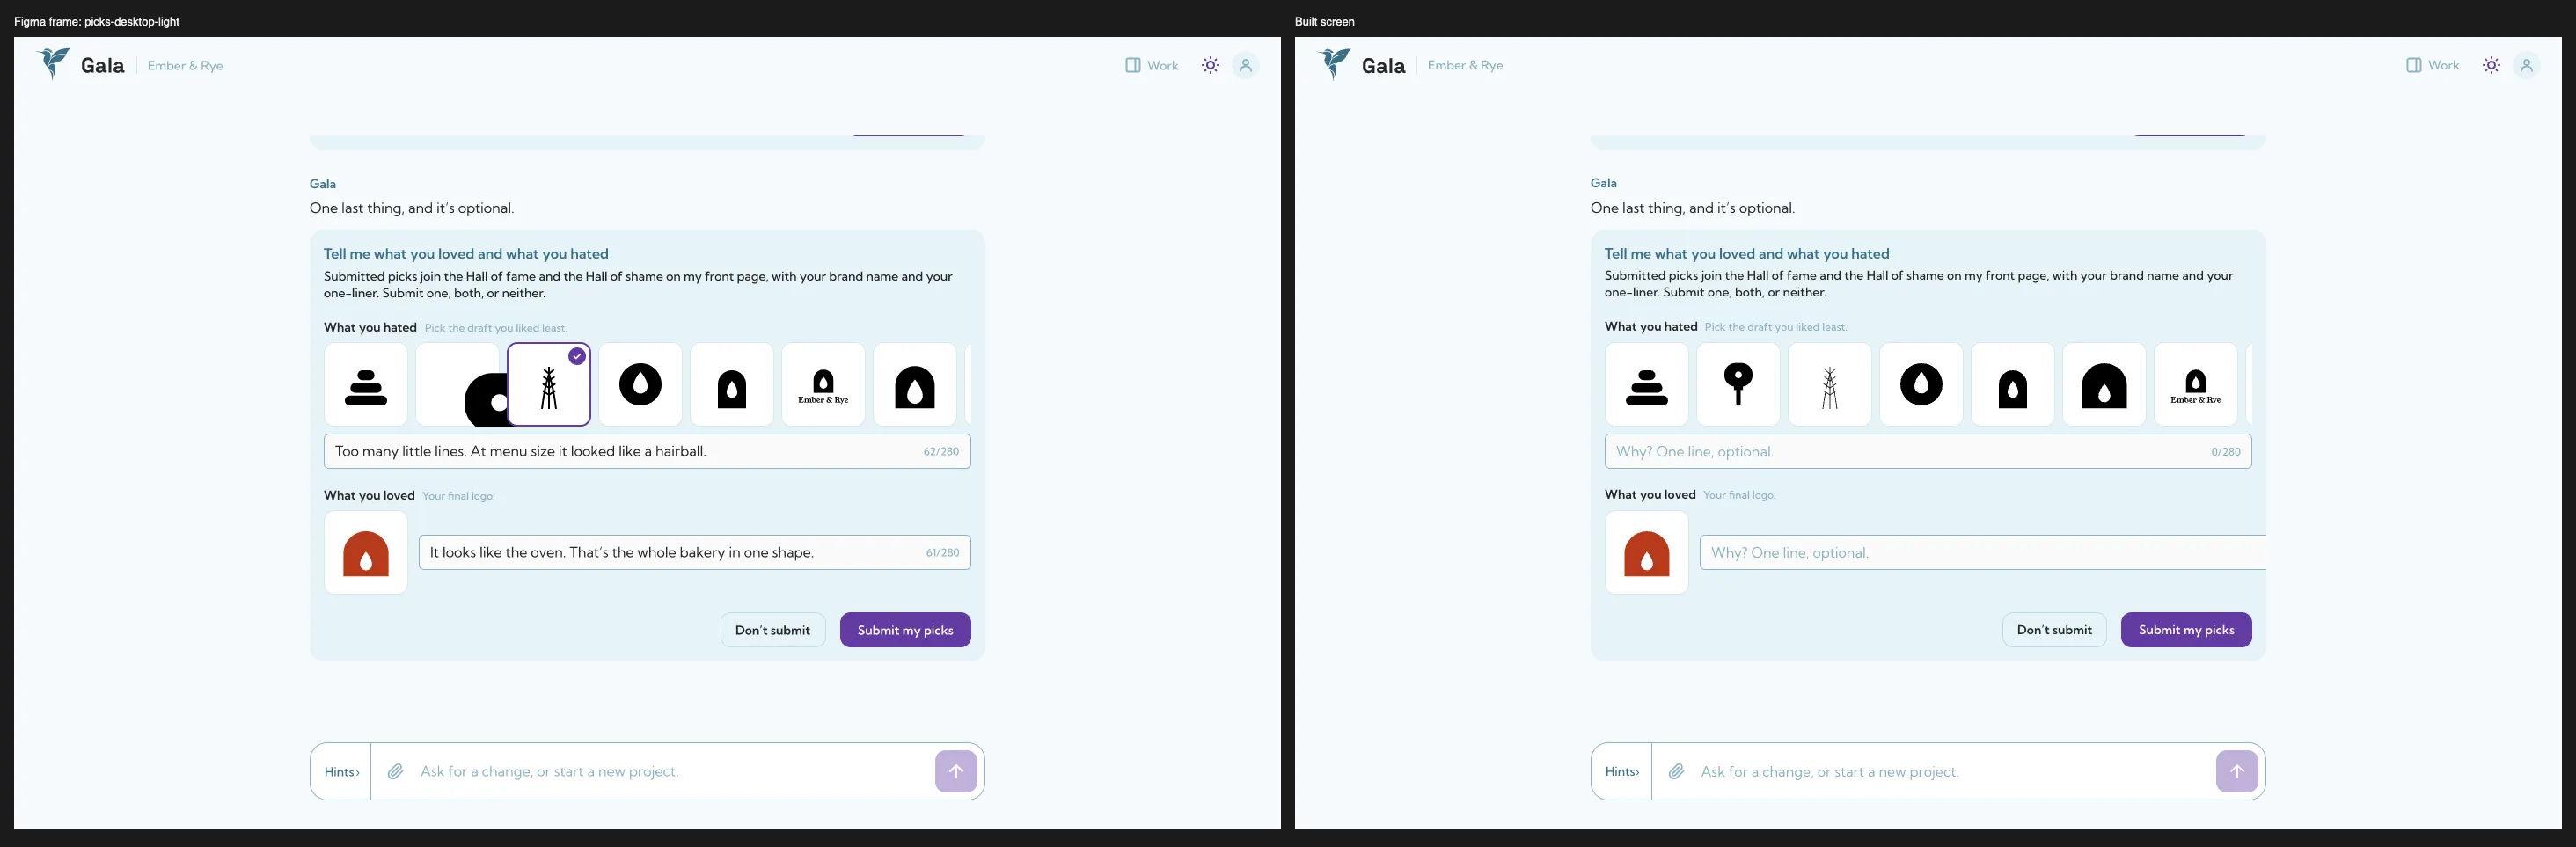 Figma frame: picks-desktop-light
Gala
Ember & Rye
Work
Gala
One last thing, and it’s optional.
Tell me what you loved and what you hated
Submitted picks join the Hall of fame and the Hall of shame on my front page, with your brand name and your
one-liner. Submit one, both, or neither.
What you hated Pick the draft you liked least.
Ember & Rye
Too many little lines. At menu size it looked like a hairball. 62/280
What you loved Your final logo.
It looks like the oven. That’s the whole bakery in one shape. 61/280
Don’t submit
Submit my picks
Hints›
Ask for a change, or start a new project.
Built screen
Gala
Ember & Rye
Work
Gala
One last thing, and it’s optional.
Tell me what you loved and what you hated
Submitted picks join the Hall of fame and the Hall of shame on my front page, with your brand name and your
one-liner. Submit one, both, or neither.
What you hated Pick the draft you liked least.
Ember & Rye
Why? One line, optional. 0/280
What you loved Your final logo.
Why? One line, optional.
Don’t submit
Submit my picks
Hints›
Ask for a change, or start a new project.